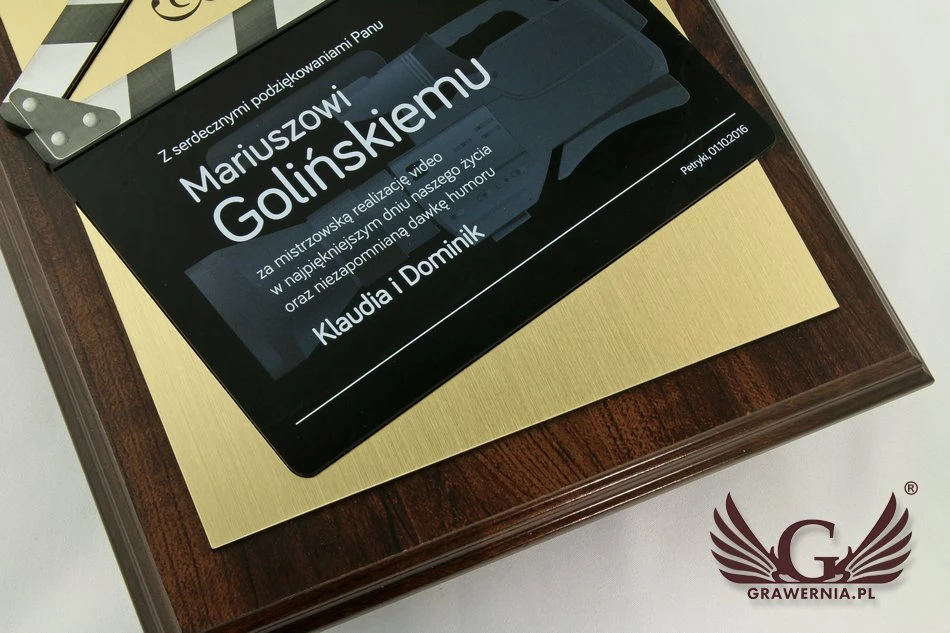 Z serdecznymi podziękowaniami Panu
Mariuszowi
Golińskiemu
za mistrzowską realizację video
w najpiękniejszym dniu naszego życia
oraz niezapomnianą dawkę humoru
Klaudia i Dominik
Petryki, 01.10.2016
G
®
GRAWERNIA.PL